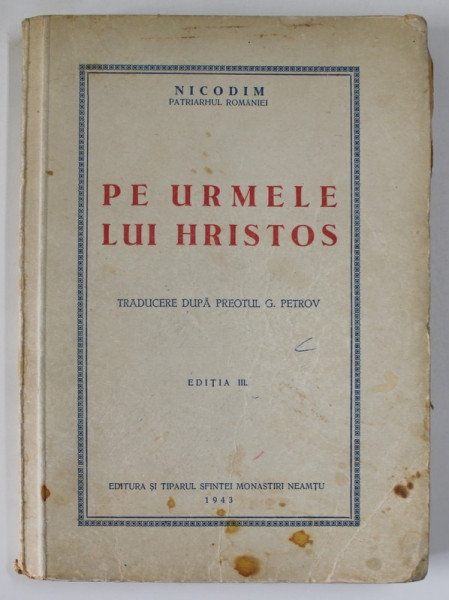 NICODIM
PATRIARHUL ROMANIEI
PE URMELE
LUI HRISTOS
TRADUCERE DUPĂ PREOTUL G. PETROV
EDIȚIA III.
EDITURA ȘI TIPARUL SFINTEI MONASTIRI NEAMȚU
1943